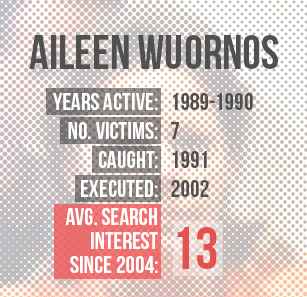 AILEEN WUORNOS
YEARS ACTIVE: 1989-1990
NO. VICTIMS: 7
CAUGHT: 1991
EXECUTED: 2002
AVG. SEARCH
INTEREST 13
SINCE 2004: